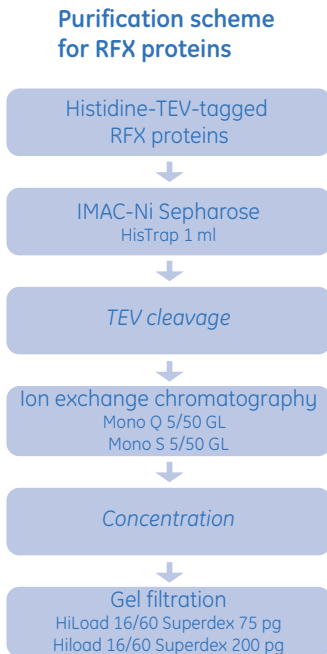 Purification scheme
for RFX proteins
Histidine-TEV-tagged
RFX proteins
IMAC-Ni Sepharose
HisTrap 1 ml
TEV cleavage
Ion exchange chromatography
Mono Q 5/50 GL
Mono S 5/50 GL
Concentration
Gel filtration
HiLoad 16/60 Superdex 75 pg
Hiload 16/60 Superdex 200 pg